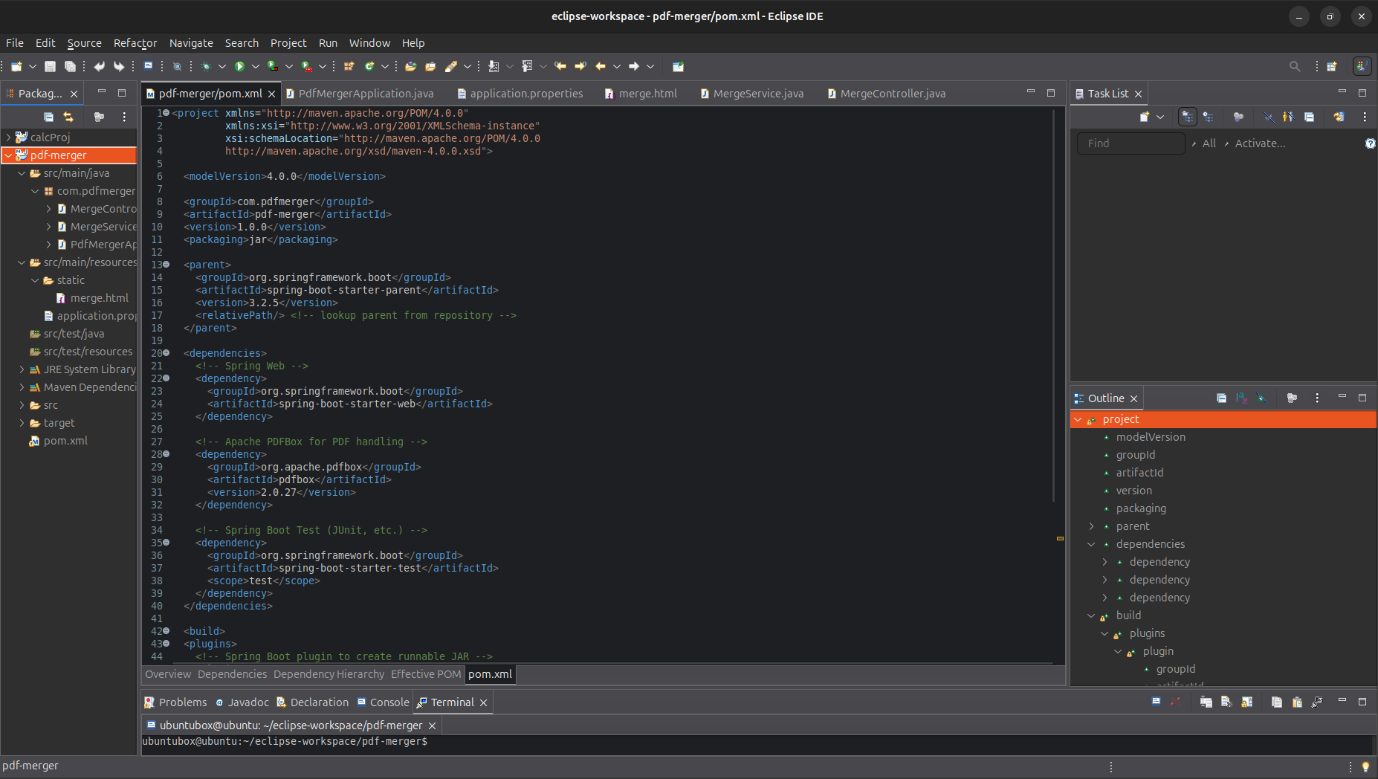 eclipse-workspace - pdf-merger/pom.xml - Eclipse IDE
File Edit Source Refactor Navigate Search Project Run Window Help
Packag...
calcProj
pdf-merger
src/main/java
com.pdfmerger
MergeContro
MergeService
PdfMergerAp
src/main/resources
static
merge.html
application.prop
src/test/java
src/test/resources
JRE System Library
Maven Dependenci
src
target
pom.xml
pdf-merger/pom.xml PdfMergerApplication.java application.properties merge.html MergeService.java MergeController.java
1 <project xmlns="http://maven.apache.org/POM/4.0.0"
2 xmlns:xsi="http://www.w3.org/2001/XMLSchema-instance"
3 xsi:schemaLocation="http://maven.apache.org/POM/4.0.0
4 http://maven.apache.org/xsd/maven-4.0.0.xsd">
5
6 <modelVersion>4.0.0</modelVersion>
7
8 <groupId>com.pdfmerger</groupId>
9 <artifactId>pdf-merger</artifactId>
10 <version>1.0.0</version>
11 <packaging>jar</packaging>
12
13 <parent>
14 <groupId>org.springframework.boot</groupId>
15 <artifactId>spring-boot-starter-parent</artifactId>
16 <version>3.2.5</version>
17 <relativePath/> <!-- lookup parent from repository -->
18 </parent>
19
20 <dependencies>
21 <!-- Spring Web -->
22 <dependency>
23 <groupId>org.springframework.boot</groupId>
24 <artifactId>spring-boot-starter-web</artifactId>
25 </dependency>
26
27 <!-- Apache PDFBox for PDF handling -->
28 <dependency>
29 <groupId>org.apache.pdfbox</groupId>
30 <artifactId>pdfbox</artifactId>
31 <version>2.0.27</version>
32 </dependency>
33
34 <!-- Spring Boot Test (JUnit, etc.) -->
35 <dependency>
36 <groupId>org.springframework.boot</groupId>
37 <artifactId>spring-boot-starter-test</artifactId>
38 <scope>test</scope>
39 </dependency>
40 </dependencies>
41
42 <build>
43 <plugins>
44 <!-- Spring Boot plugin to create runnable JAR -->
Overview Dependencies Dependency Hierarchy Effective POM pom.xml
Task List
Find All Activate...
Outline
project
modelVersion
groupId
artifactId
version
packaging
parent
dependencies
dependency
dependency
dependency
build
plugins
plugin
groupId
Problems Javadoc Declaration Console Terminal
ubuntubox@ubuntu: ~/eclipse-workspace/pdf-merger
ubuntubox@ubuntu:~/eclipse-workspace/pdf-merger$
pdf-merger